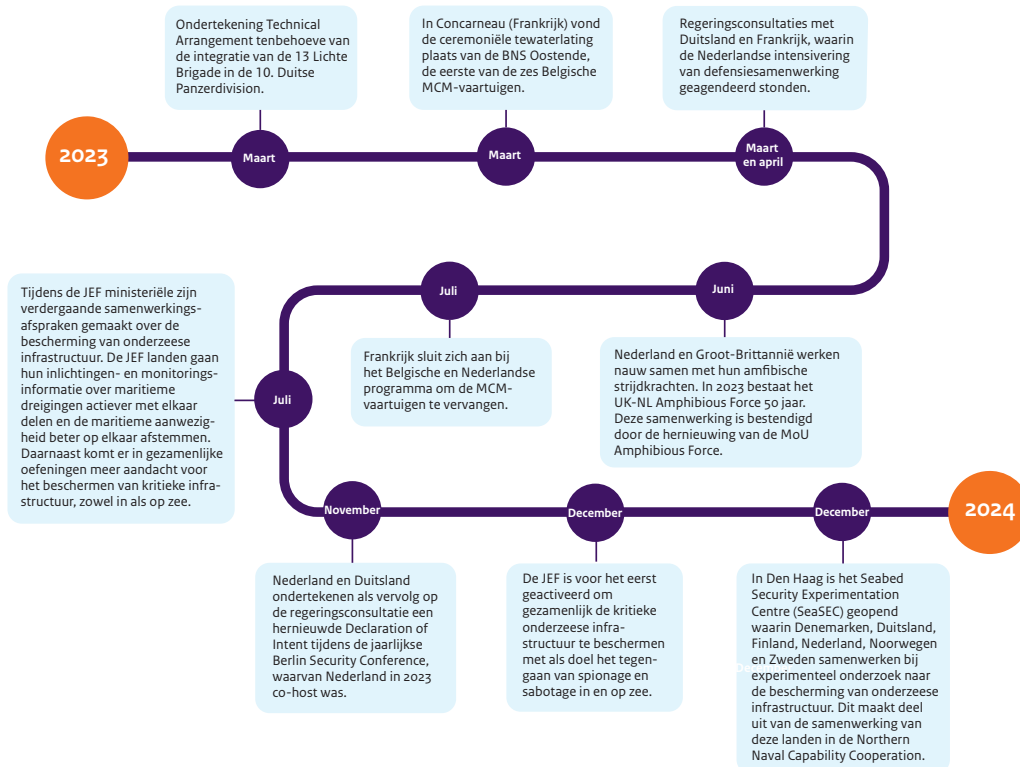 2023
Maart
Ondertekening Technical
Arrangement tenbehoeve van
de integratie van de 13 Lichte
Brigade in de 10. Duitse
Panzerdivision.
Maart
In Concarneau (Frankrijk) vond
de ceremoniële tewaterlating
plaats van de BNS Oostende,
de eerste van de zes Belgische
MCM-vaartuigen.
Maart
en april
Regeringsconsultaties met
Duitsland en Frankrijk, waarin
de Nederlandse intensivering
van defensiesamenwerking
geagendeerd stonden.
Juni
Nederland en Groot-Brittannië werken
nauw samen met hun amfibische
strijdkrachten. In 2023 bestaat het
UK-NL Amphibious Force 50 jaar.
Deze samenwerking is bestendigd
door de hernieuwing van de MoU
Amphibious Force.
Juli
Frankrijk sluit zich aan bij
het Belgische en Nederlandse
programma om de MCM-
vaartuigen te vervangen.
Juli
Tijdens de JEF ministeriële zijn
verdergaande samenwerkings-
afspraken gemaakt over de
bescherming van onderzeese
infrastructuur. De JEF landen gaan
hun inlichtingen- en monitorings-
informatie over maritieme
dreigingen actiever met elkaar
delen en de maritieme aanwezig-
heid beter op elkaar afstemmen.
Daarnaast komt er in gezamenlijke
oefeningen meer aandacht voor
het beschermen van kritieke infra-
structuur, zowel in als op zee.
November
Nederland en Duitsland
ondertekenen als vervolg op
de regeringsconsultatie een
hernieuwde Declaration of
Intent tijdens de jaarlijkse
Berlin Security Conference,
waarvan Nederland in 2023
co-host was.
December
De JEF is voor het eerst
geactiveerd om
gezamenlijk de kritieke
onderzeese infra-
structuur te beschermen
met als doel het tegen-
gaan van spionage en
sabotage in en op zee.
December
In Den Haag is het Seabed
Security Experimentation
Centre (SeaSEC) geopend
waarin Denemarken, Duitsland,
Finland, Nederland, Noorwegen
en Zweden samenwerken bij
experimenteel onderzoek naar
de bescherming van onderzeese
infrastructuur. Dit maakt deel
uit van de samenwerking van
deze landen in de Northern
Naval Capability Cooperation.
2024